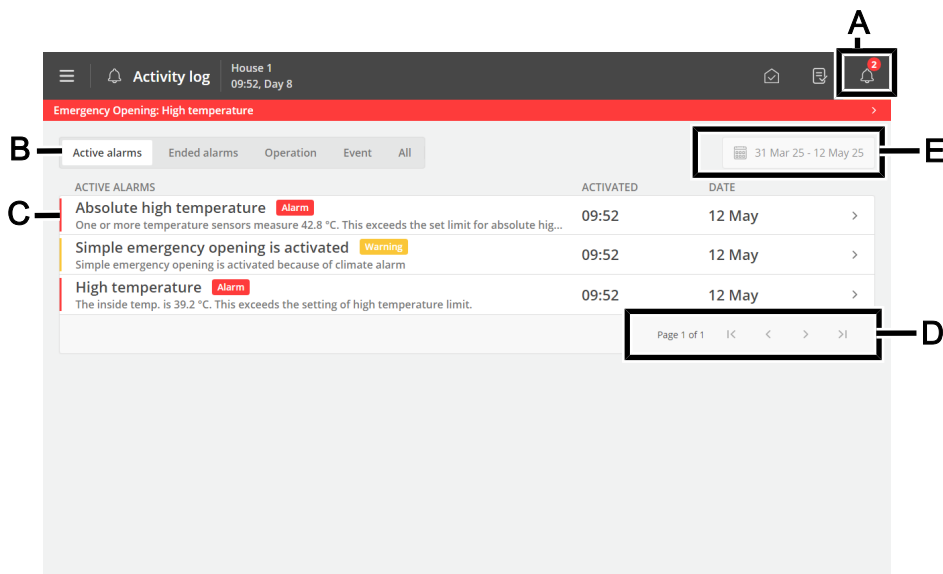 A
2
Activity log
House 1
09:52, Day 8
Emergency Opening: High temperature
B
Active alarms Ended alarms Operation Event All
31 Mar 25 - 12 May 25
E
ACTIVE ALARMS ACTIVATED DATE
C
Absolute high temperature Alarm
One or more temperature sensors measure 42.8 °C. This exceeds the set limit for absolute hig...
09:52 12 May
Simple emergency opening is activated Warning
Simple emergency opening is activated because of climate alarm
09:52 12 May
High temperature Alarm
The inside temp. is 39.2 °C. This exceeds the setting of high temperature limit.
09:52 12 May
Page 1 of 1
D